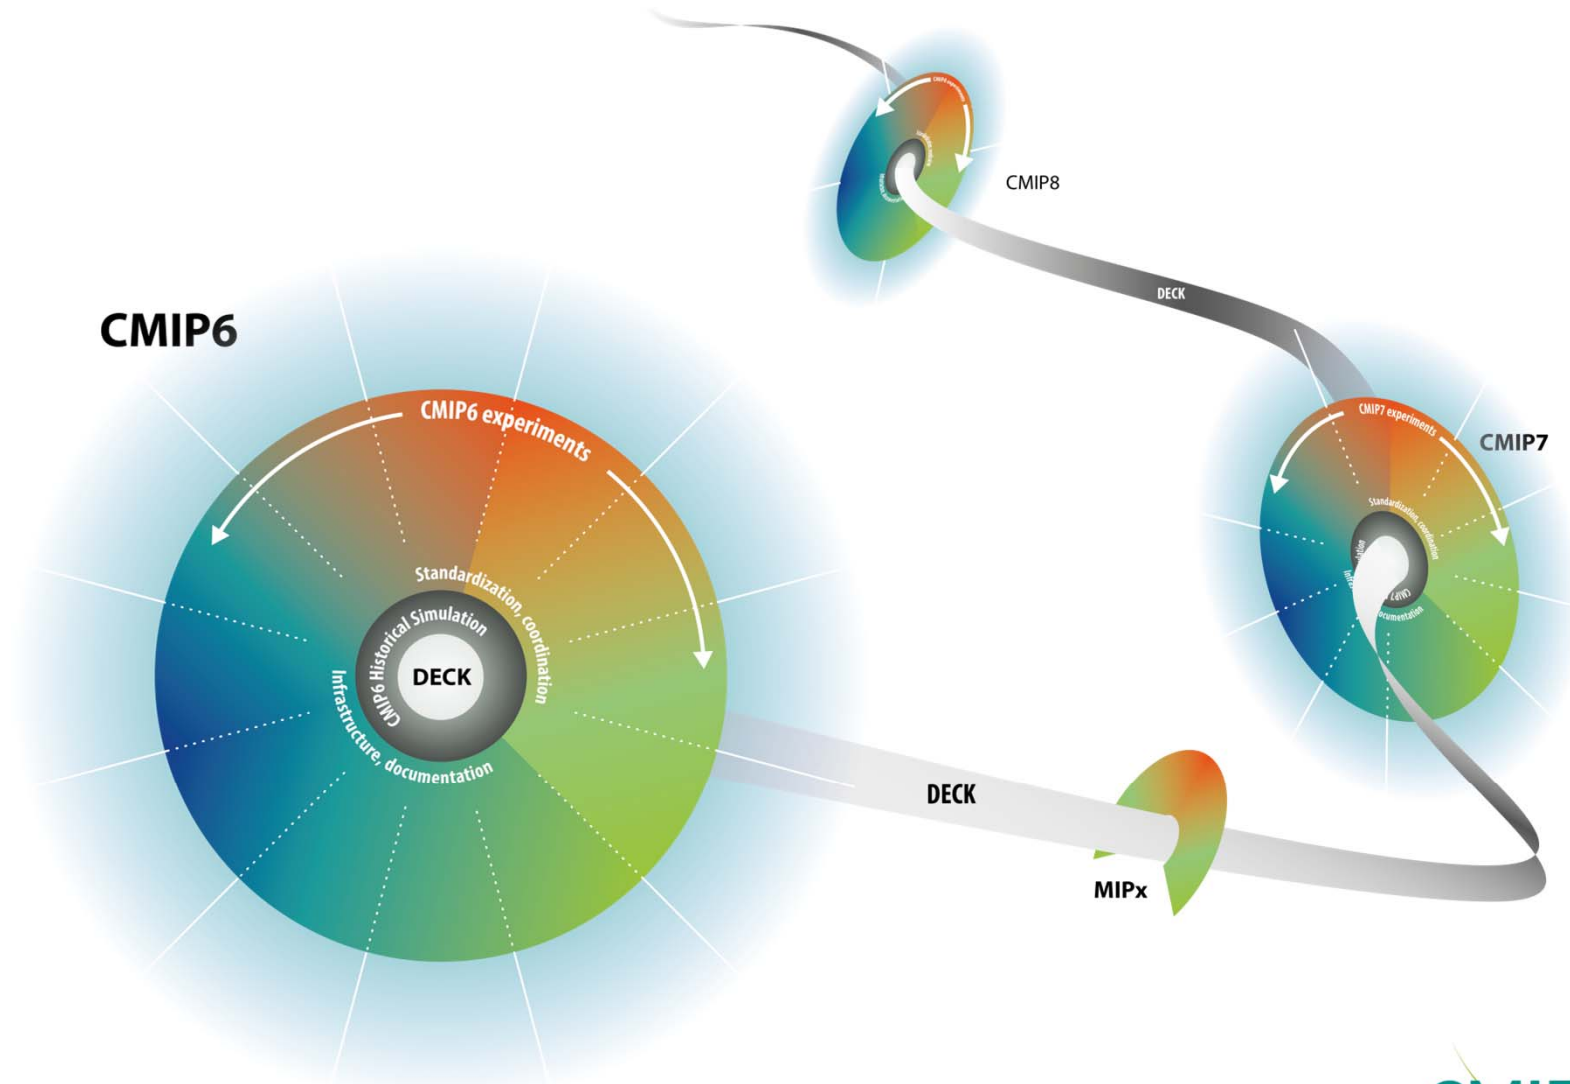 CMIP8
DECK
CMIP6
CMIP6 experiments
Standardization, coordination
CMIP6 Historical Simulation
DECK
Infrastructure, documentation
CMIP7 experiments
CMIP7
Standardization, coordination
CMIP7
DECK
MIPx